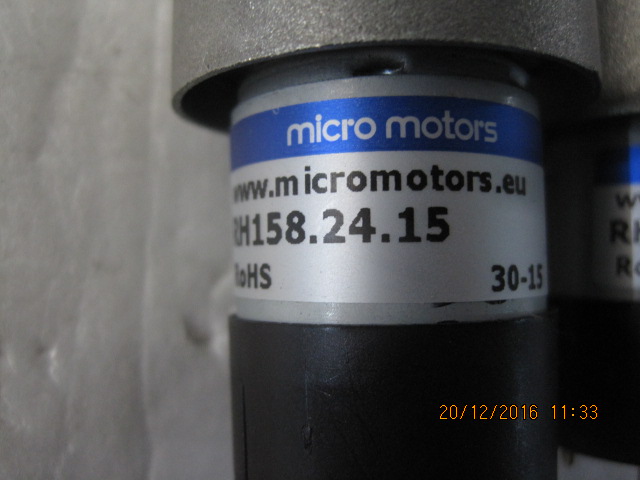 micro motors
www.micromotors.eu
RH158.24.15
RoHS
30-15
20/12/2016 11:33